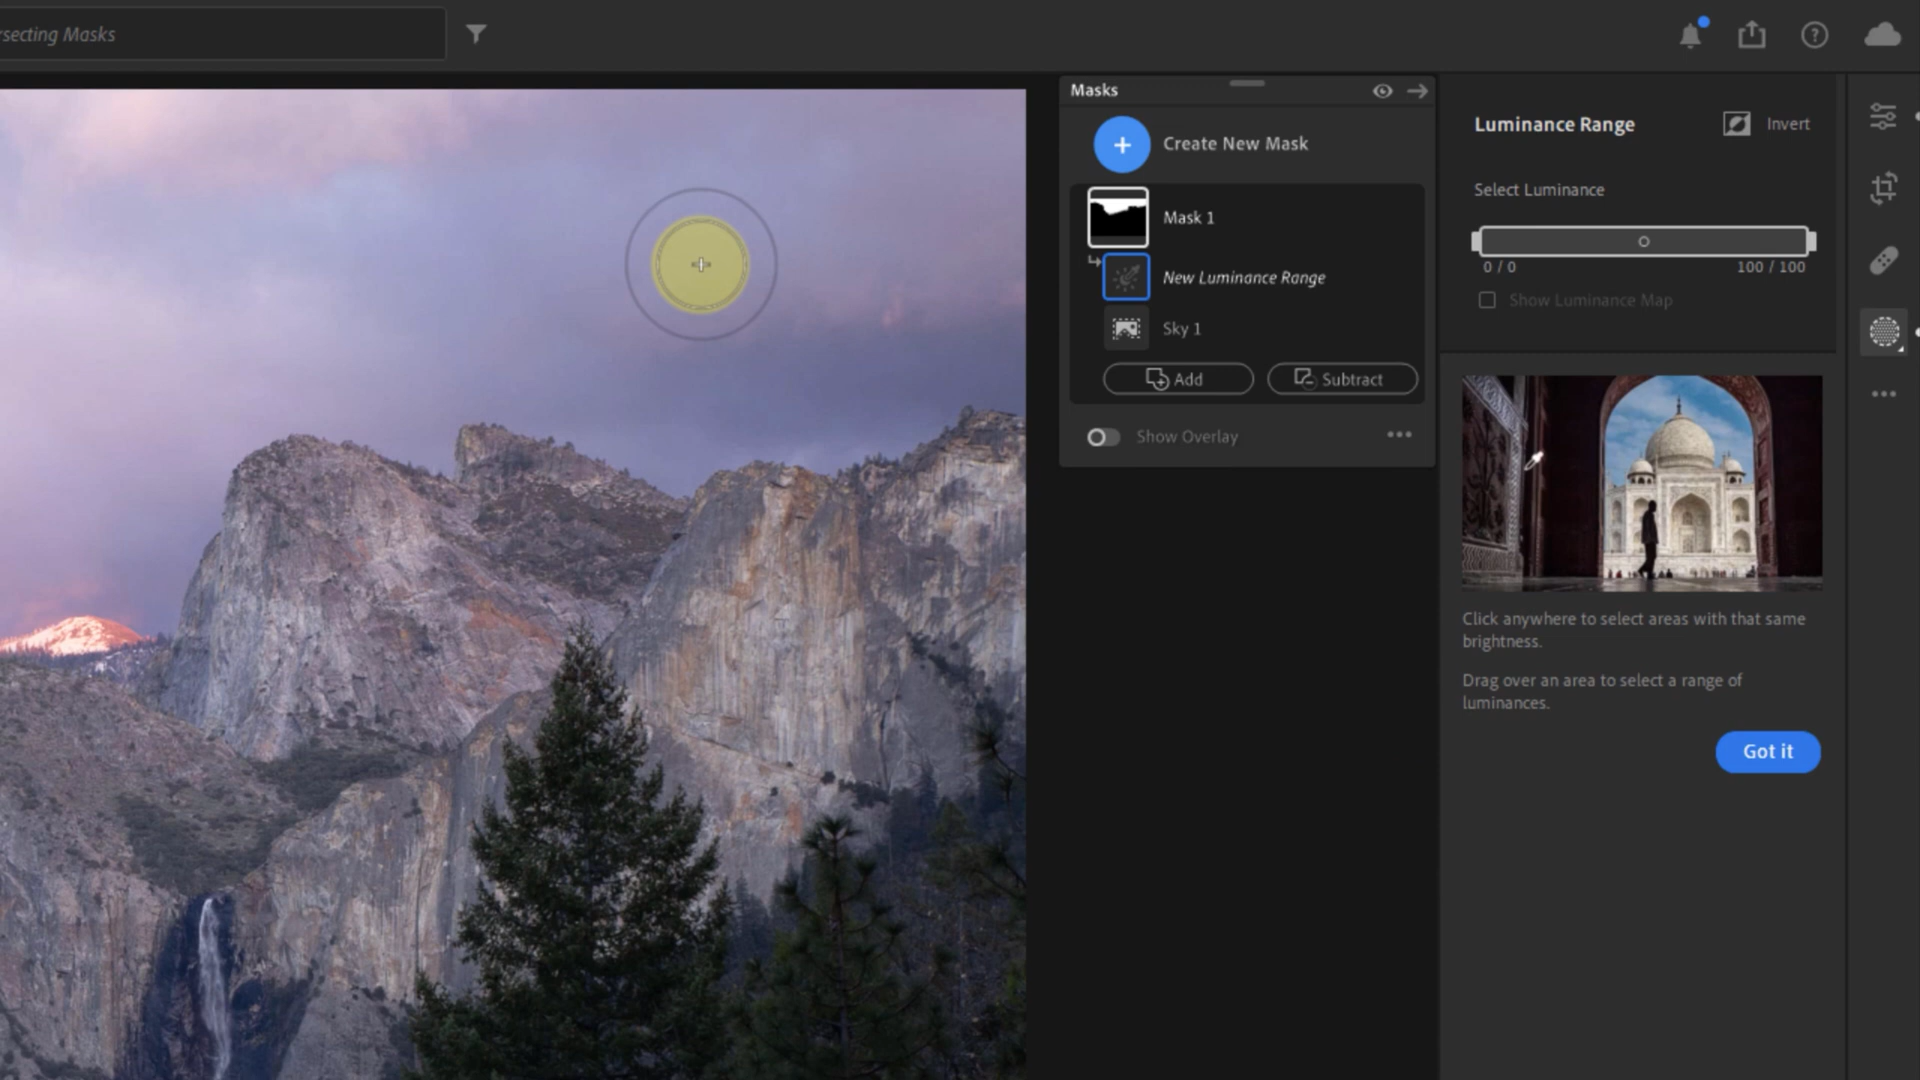 rsecting Masks
Masks
Create New Mask
Mask 1
New Luminance Range
Sky 1
Add
Subtract
Show Overlay
Luminance Range
Invert
Select Luminance
0 / 0
100 / 100
Show Luminance Map
Click anywhere to select areas with that same
brightness.
Drag over an area to select a range of
luminances.
Got it